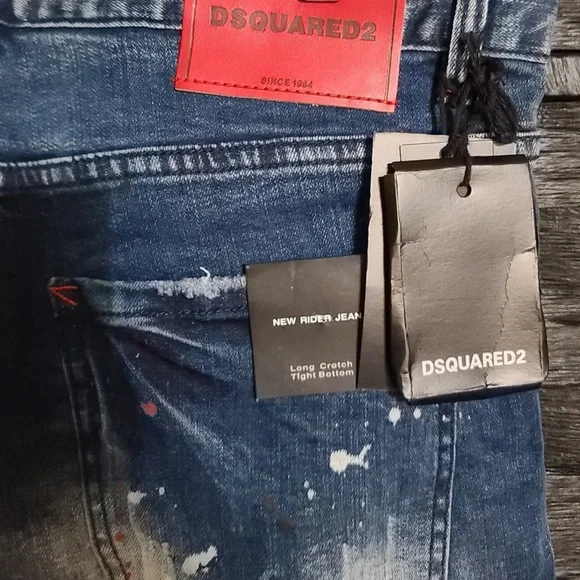 DSQUARED2
SINCE 1964
NEW RIDER JEAN
Long Crotch
Tight Bottom
DSQUARED2